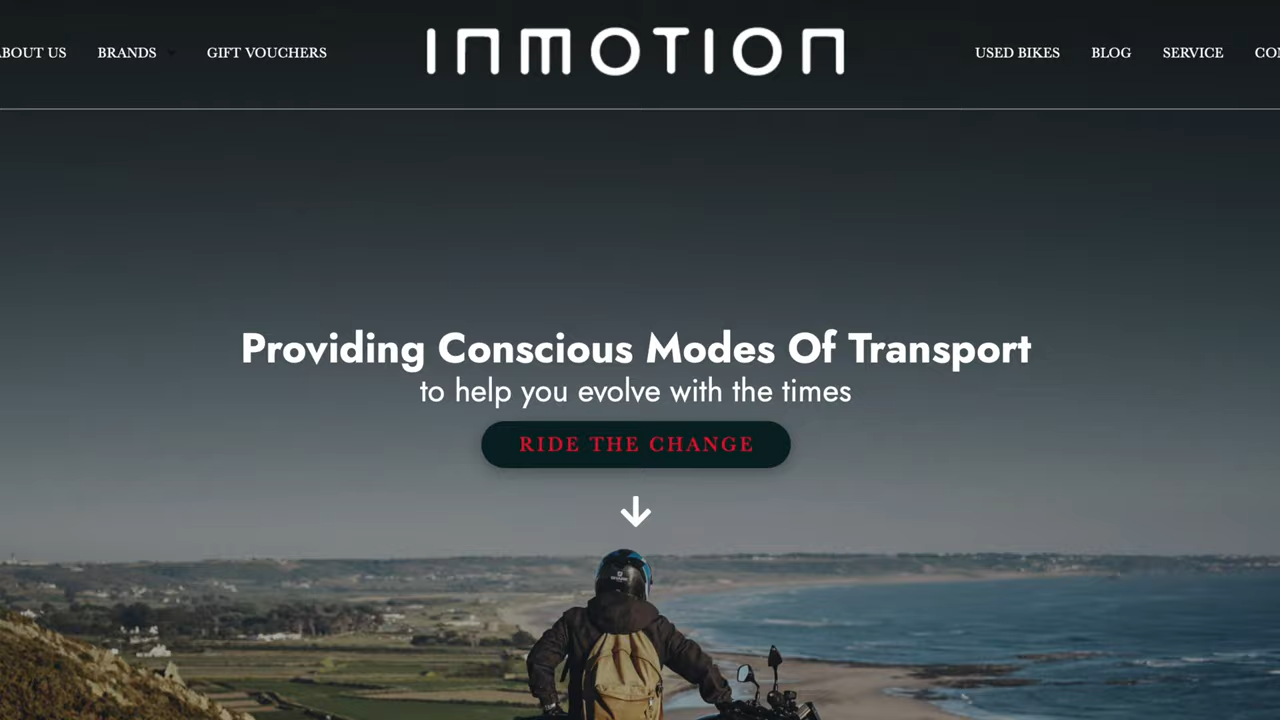 ABOUT US BRANDS GIFT VOUCHERS INMOTION USED BIKES BLOG SERVICE
Providing Conscious Modes Of Transport
to help you evolve with the times
RIDE THE CHANGE